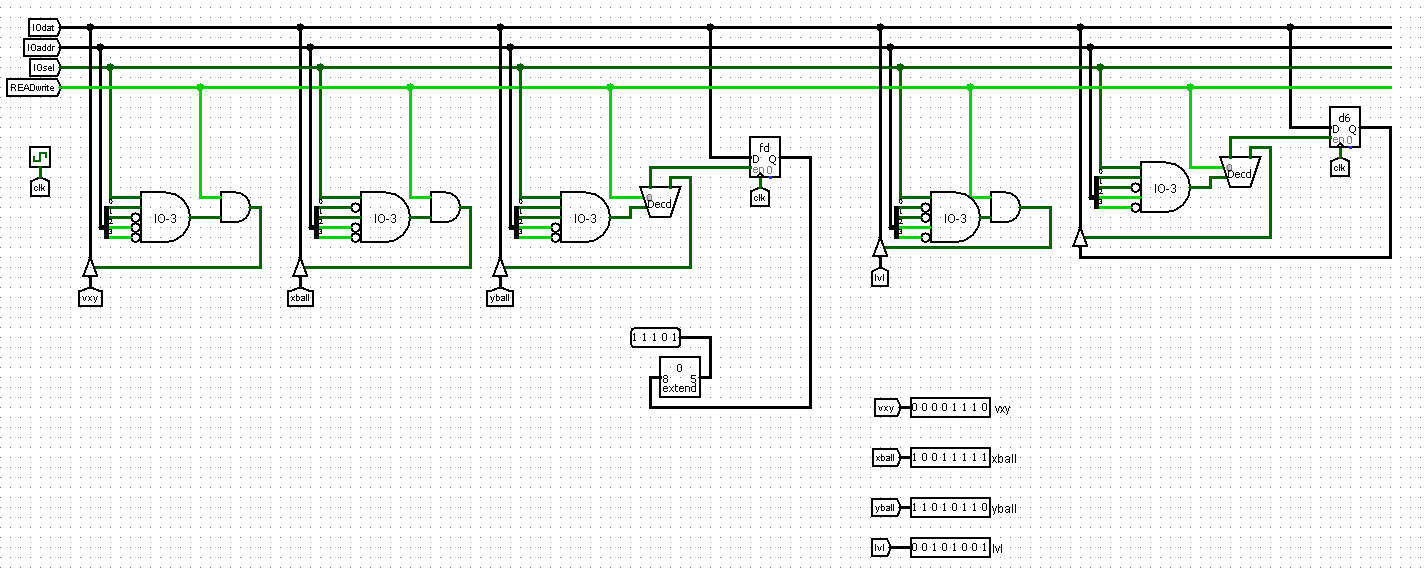 IOdat
IOaddr
IOsel
READwrite
clk
IO-3
vxy
IO-3
xball
IO-3
yball
Decd
fd
D Q
en 0
clk
IO-3
lvl
IO-3
Decd
d6
D Q
en 0
clk
1 1 1 0 1
0
8 5
extend
vxy 0 0 0 0 1 1 1 0 vxy
xball 1 0 0 1 1 1 1 1 xball
yball 1 1 0 1 0 1 1 0 yball
lvl 0 0 1 0 1 0 0 1 lvl